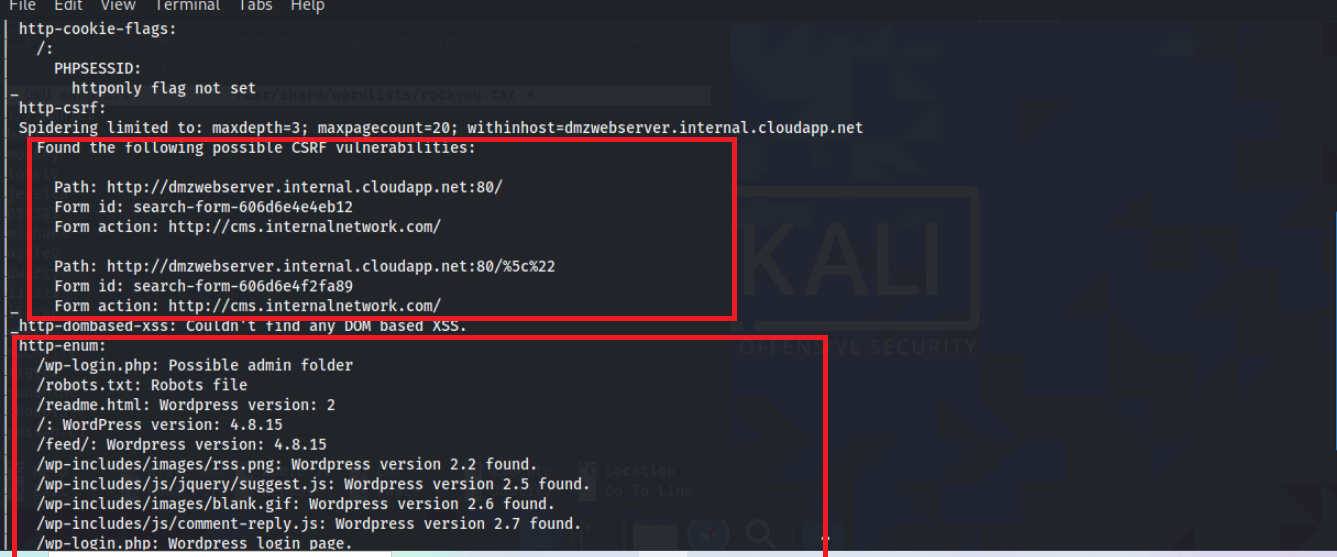 File Edit View Terminal Tabs Help
| http-cookie-flags:
|   /:
|     PHPSESSID:
|_      httponly flag not set
/usr/share/wordlists/rockyou.txt *
| http-csrf:
| Spidering limited to: maxdepth=3; maxpagecount=20; withinhost=dmzwebserver.internal.cloudapp.net
|   Found the following possible CSRF vulnerabilities:
|
|     Path: http://dmzwebserver.internal.cloudapp.net:80/
|     Form id: search-form-606d6e4e4eb12
|     Form action: http://cms.internalnetwork.com/
|
|     Path: http://dmzwebserver.internal.cloudapp.net:80/%5c%22
|     Form id: search-form-606d6e4f2fa89
|_    Form action: http://cms.internalnetwork.com/
|_http-dombased-xss: Couldn't find any DOM based XSS.
| http-enum:
|   /wp-login.php: Possible admin folder
|   /robots.txt: Robots file
|   /readme.html: Wordpress version: 2
|   /: WordPress version: 4.8.15
|   /feed/: Wordpress version: 4.8.15
|   /wp-includes/images/rss.png: Wordpress version 2.2 found.
|   /wp-includes/js/jquery/suggest.js: Wordpress version 2.5 found.
|   /wp-includes/images/blank.gif: Wordpress version 2.6 found.
|   /wp-includes/js/comment-reply.js: Wordpress version 2.7 found.
|   /wp-login.php: Wordpress login page.
KALI
OFFENSIVE SECURITY
Location
Go To Line